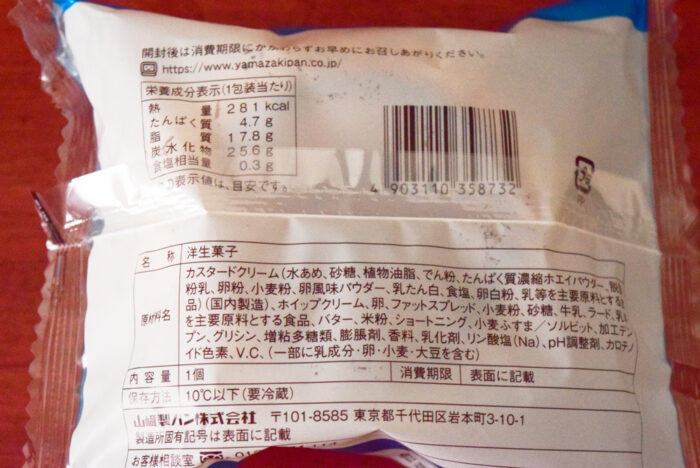 開封後は消費期限にかかわらずお早めにお召しあがりください。
https://www.yamazakipan.co.jp/
栄養成分表示(1包装当たり)
熱量 281kcal
たんぱく質 4.7g
脂質 17.8g
炭水化物 25.6g
食塩相当量 0.3g
表示値は、目安です。
4 903110 358732
名称 洋生菓子
原材料名 カスタードクリーム(水あめ、砂糖、植物油脂、でん粉、たんぱく質濃縮ホエイパウダー、脱脂
粉乳、卵粉、小麦粉、卵風味パウダー、乳たん白、食塩、卵白粉、乳等を主要原料とする食
品)(国内製造)、ホイップクリーム、卵、ファットスプレッド、小麦粉、砂糖、牛乳、ラード、乳
を主要原料とする食品、バター、米粉、ショートニング、小麦ふすま/ソルビット、加工デン
プン、グリシン、増粘多糖類、膨脹剤、香料、乳化剤、リン酸塩(Na)、pH調整剤、カロテノ
イド色素、V.C、(一部に乳成分・卵・小麦・大豆を含む)
内容量 1個 消費期限 表面に記載
保存方法 10℃以下(要冷蔵)
山崎製パン株式会社 〒101-8585 東京都千代田区岩本町3-10-1
製造所固有記号は表面に記載
お客様相談室